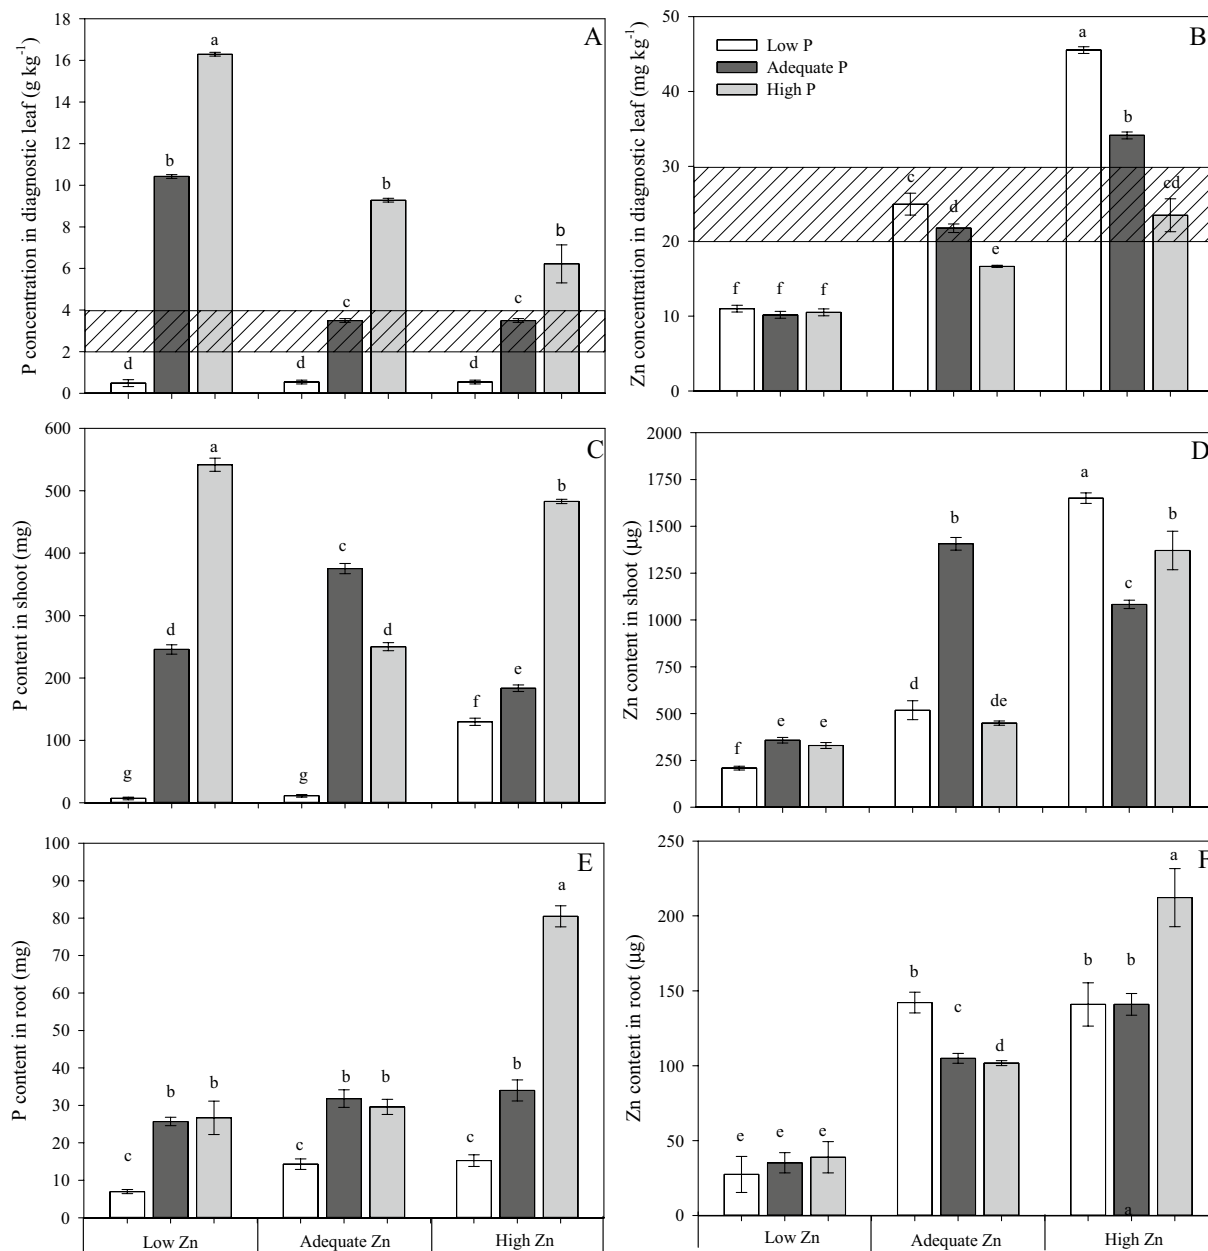 A
P concentration in diagnostic leaf (g kg⁻¹)
18
16
14
12
10
8
6
4
2
0
d b a
d c b
d c b
B
Zn concentration in diagnostic leaf (mg kg⁻¹)
50
40
30
20
10
0
Low P
Adequate P
High P
f f f
c d e
a b cd
C
P content in shoot (mg)
600
500
400
300
200
100
0
g d a
g c d
f e b
D
Zn content in shoot (µg)
2000
1750
1500
1250
1000
750
500
250
0
f e e
d b de
a c b
E
P content in root (mg)
100
90
80
70
60
50
40
30
20
10
0
c b b
c b b
c b a
Low Zn Adequate Zn High Zn
F
Zn content in root (µg)
250
200
150
100
50
0
e e e
b c d
b b a
a
Low Zn Adequate Zn High Zn